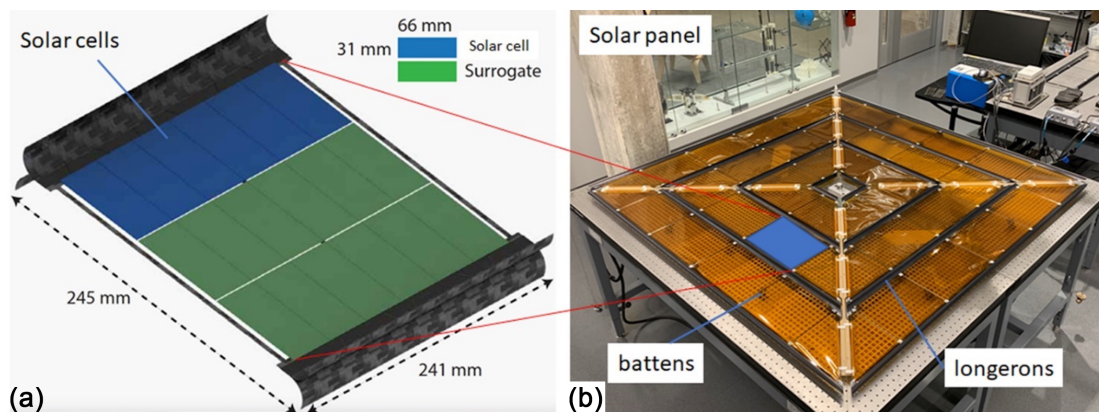 Solar cells
66 mm
31 mm
Solar cell
Surrogate
245 mm
241 mm
(a)
Solar panel
battens
longerons
(b)